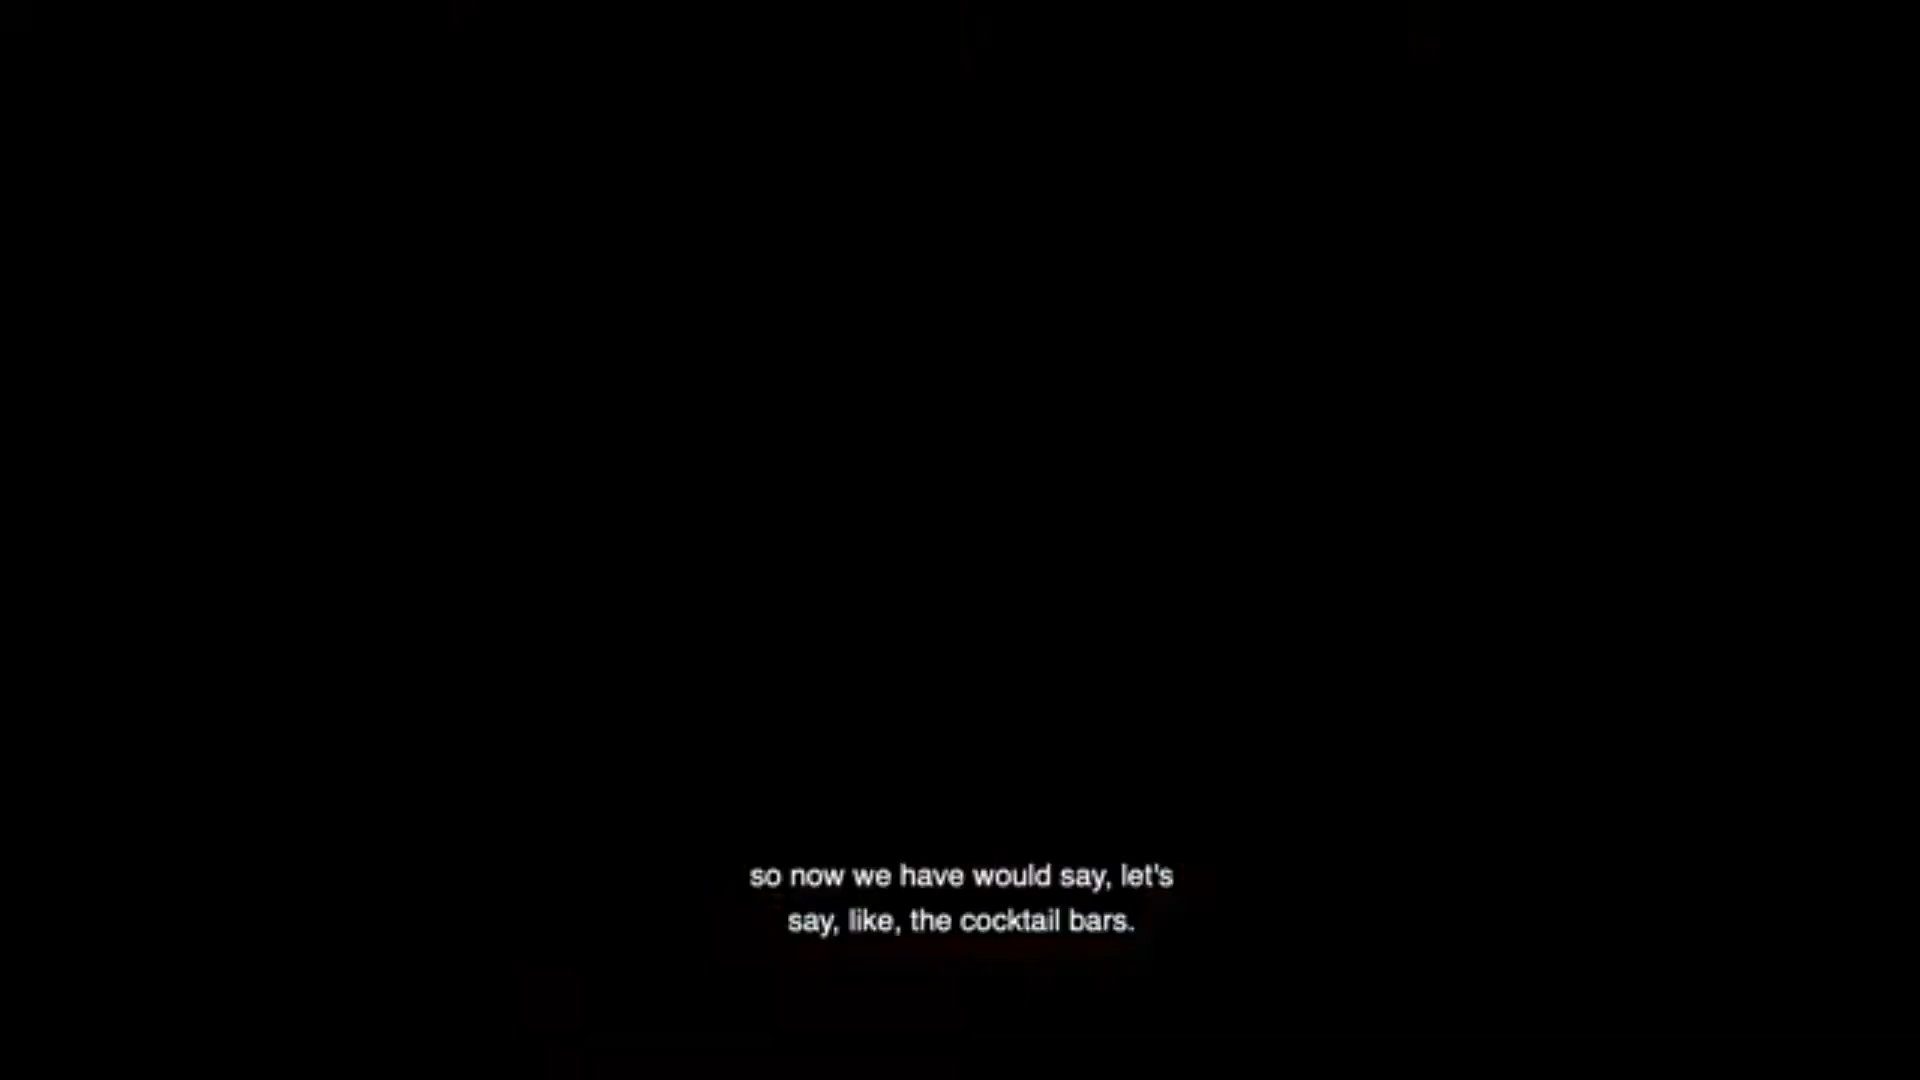 so now we have would say, let's
say, like, the cocktail bars.